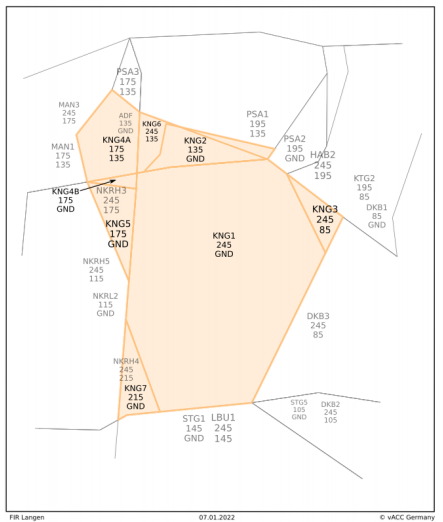 PSA3
175
135
MAN3
245
175
ADF
135
GND
KNG6
245
135
PSA1
195
135
KNG4A
175
135
KNG2
135
GND
PSA2
195
GND
MAN1
175
135
HAB2
245
195
KTG2
195
85
KNG4B
175
GND
NKRH3
245
175
DKB1
85
GND
KNG3
245
85
KNG5
175
GND
KNG1
245
GND
NKRH5
245
115
NKRL2
115
GND
DKB3
245
85
NKRH4
245
215
KNG7
215
GND
STG5
105
GND
DKB2
245
105
STG1
145
GND
LBU1
245
145
FIR Langen
07.01.2022
© vACC Germany